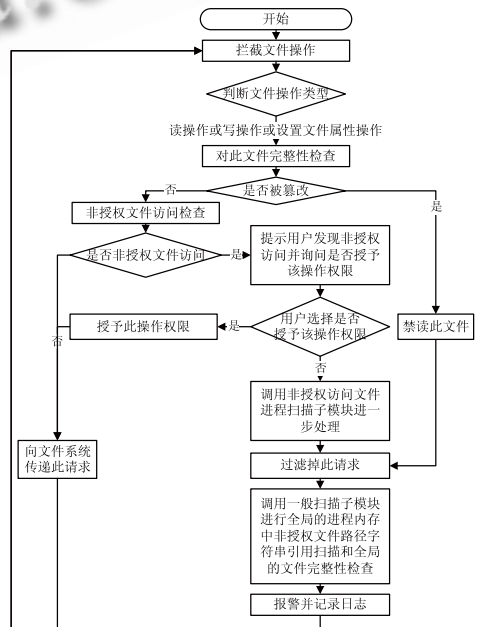 开始
拦截文件操作
判断文件操作类型
读操作或写操作或设置文件属性操作
对此文件完整性检查
是否被篡改
否
是
非授权文件访问检查
是否非授权文件访问
是
提示用户发现非授权
访问并询问是否授予
该操作权限
用户选择是否
授予该操作权限
是
授予此操作权限
禁读此文件
否
否
调用非授权访问文件
进程扫描子模块进一
步处理
向文件系统
传递此请求
过滤掉此请求
调用一般扫描子模块
进行全局的进程内存
中非授权文件路径字
符串引用扫描和全局
的文件完整性检查
报警并记录日志